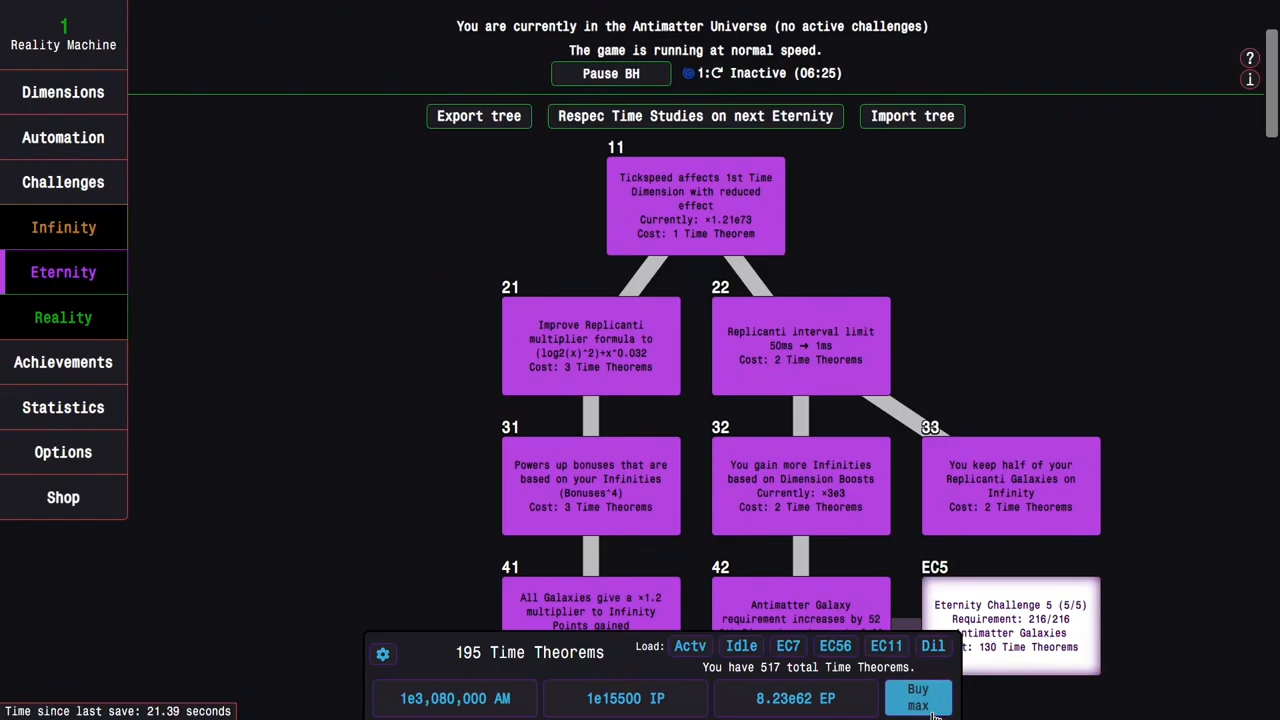 1
Reality Machine
Dimensions
Automation
Challenges
Infinity
Eternity
Reality
Achievements
Statistics
Options
Shop
You are currently in the Antimatter Universe (no active challenges)
The game is running at normal speed.
Pause BH
1: Inactive (06:25)
?
i
Export tree
Respec Time Studies on next Eternity
Import tree
11
Tickspeed affects 1st Time
Dimension with reduced
effect
Currently: ×1.21e73
Cost: 1 Time Theorem
21
Improve Replicanti
multiplier formula to
(log2(x)^2)+x^0.032
Cost: 3 Time Theorems
22
Replicanti interval limit
50ms → 1ms
Cost: 2 Time Theorems
31
Powers up bonuses that are
based on your Infinities
(Bonuses^4)
Cost: 3 Time Theorems
32
You gain more Infinities
based on Dimension Boosts
Currently: ×3e3
Cost: 2 Time Theorems
33
You keep half of your
Replicanti Galaxies on
Infinity
Cost: 2 Time Theorems
41
All Galaxies give a ×1.2
multiplier to Infinity
Points gained
42
Antimatter Galaxy
requirement increases by 52
EC5
Eternity Challenge 5 (5/5)
Requirement: 216/216
Antimatter Galaxies
t: 130 Time Theorems
195 Time Theorems
Load:
Actv
Idle
EC7
EC56
EC11
Dil
You have 517 total Time Theorems.
1e3,080,000 AM
1e15500 IP
8.23e62 EP
Buy
max
Time since last save: 21.39 seconds